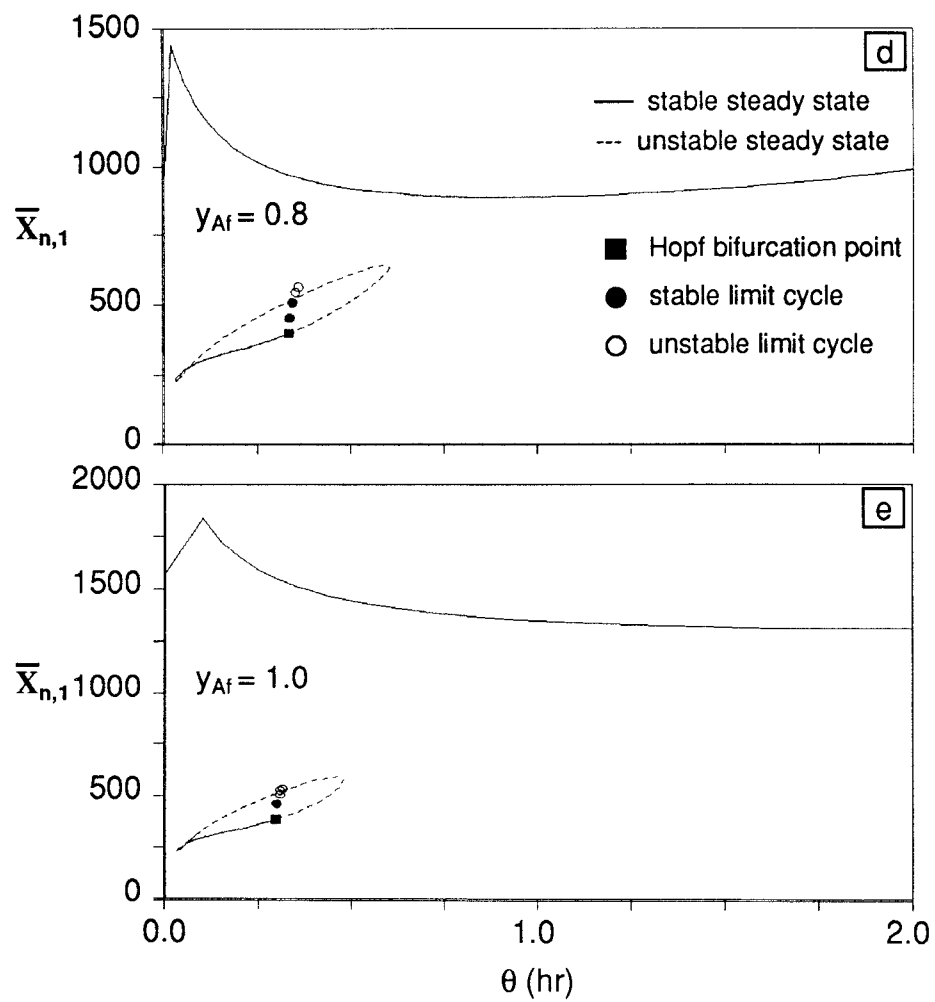 1500
d
stable steady state
unstable steady state
1000
y_Af = 0.8
X̅_n,1
Hopf bifurcation point
500
stable limit cycle
unstable limit cycle
0
2000
e
1500
y_Af = 1.0
X̅_n,1
1000
500
0
0.0
1.0
2.0
θ (hr)